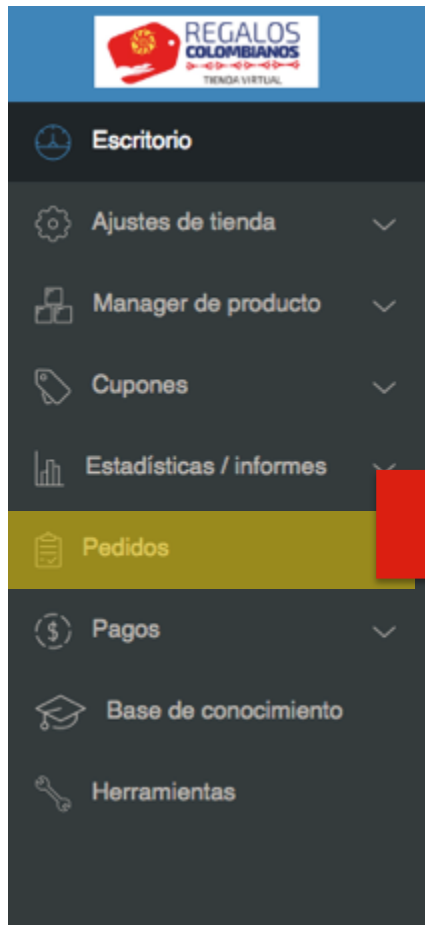 REGALOS
COLOMBIANOS
TIENDA VIRTUAL
Escritorio
Ajustes de tienda
Manager de producto
Cupones
Estadísticas / informes
Pedidos
Pagos
Base de conocimiento
Herramientas